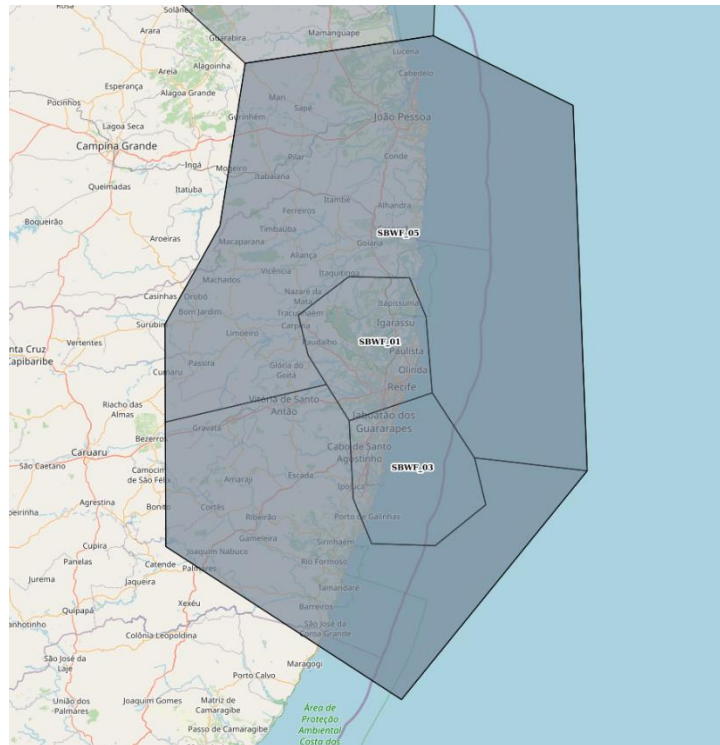 Rosa
Solânea
Mamanguape
Arara
Guarabira
Lucena
Areia
Alagoinha
Cabedelo
Esperança
Alagoa Grande
Pocinhos
Mari
Sapé
Gurinhém
João Pessoa
Lagoa Seca
Campina Grande
Pilar
Conde
Ingá
Mogeiro
Queimadas
Itabaiana
Itatuba
Itambé
Alhandra
Ferreiros
Boqueirão
Timbaúba
SBWF_05
Aroeiras
Macaparana
Goiana
Aliança
Vicência
Itaquitinga
Machados
Casinhas
Orobó
Nazaré da
Mata
Itapissuma
Bom Jardim
Tracunhaém
Surubim
Carpina
Igarassu
Limoeiro
Paudalho
SBWF_01
Vertentes
nta Cruz
Capibaribe
Passira
Glória do
Goitá
Paulista
Cumaru
Olinda
Recife
Riacho das
Almas
Vitória de Santo
Antão
Jaboatão dos
Guararapes
Gravatá
Bezerros
Caruaru
Cabo de Santo
Agostinho
São Caetano
Camocim
de São Félix
SBWF_03
Escada
Amaraji
Ipojuca
Agrestina
Bonito
Cortês
Ribeirão
Porto de Galinhas
Cupira
Gameleira
Sirinhaém
Joaquim Nabuco
Panelas
Catende
Rio Formoso
Palmares
Jurema
Jaqueira
Tamandaré
Quipapá
Xexéu
Barreiros
Colônia Leopoldina
São José da
Coroa Grande
São José da
Laje
Maragogi
Porto Calvo
União dos
Palmares
Joaquim Gomes
Matriz de
Camaragibe
Área de
Proteção
Ambiental
Costa dos
Passo de Camaragibe